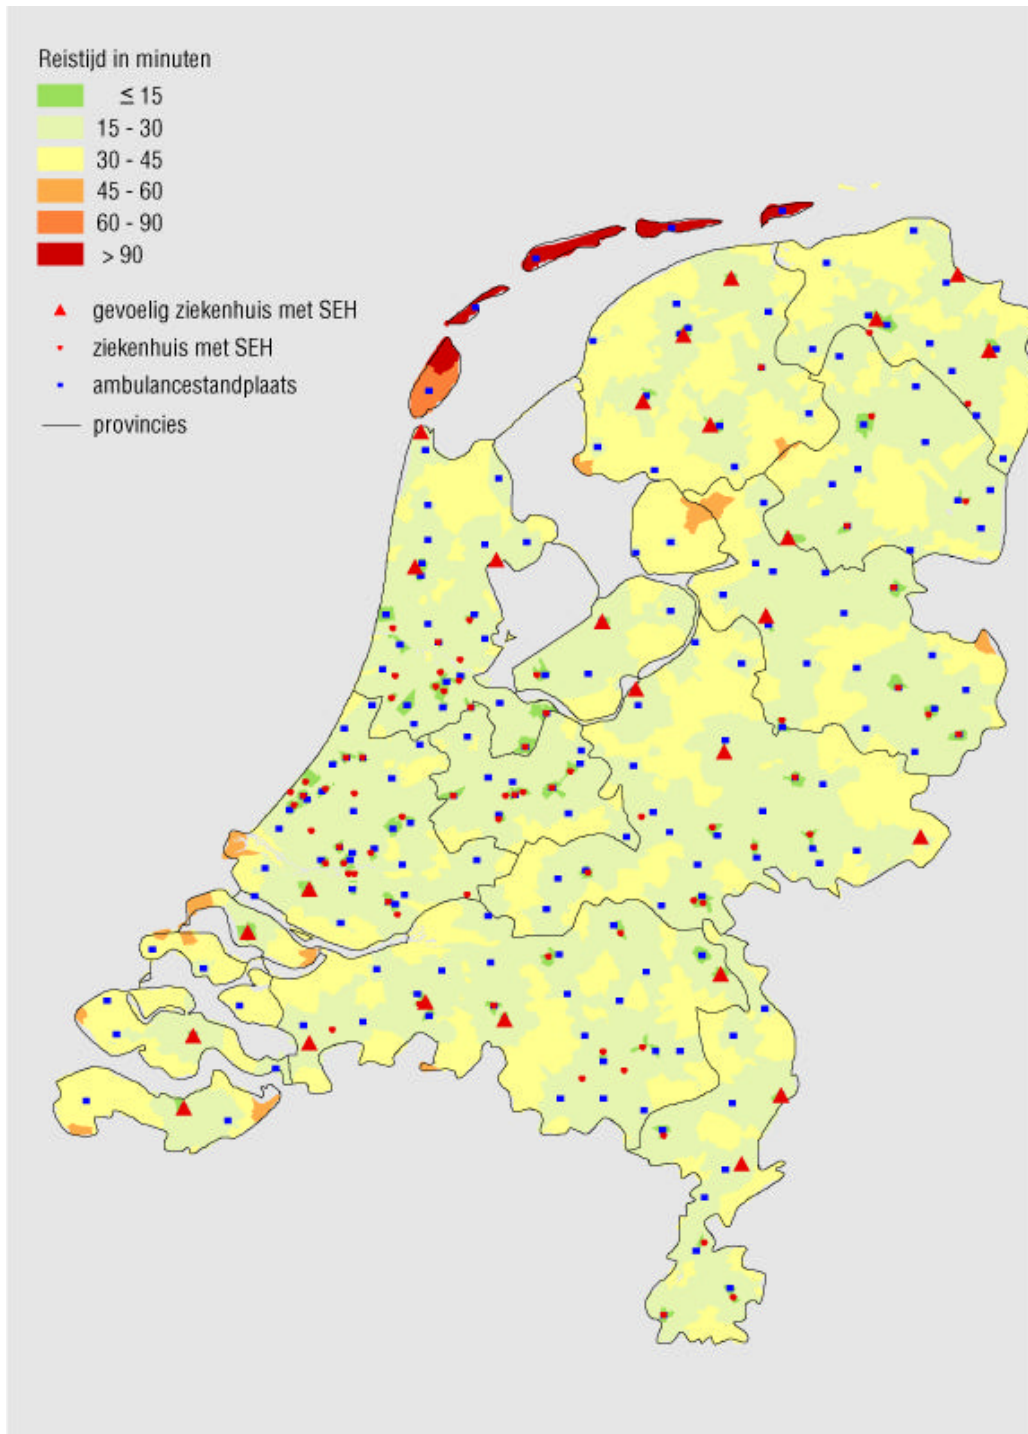 Reistijd in minuten
≤ 15
15 - 30
30 - 45
45 - 60
60 - 90
> 90
gevoelig ziekenhuis met SEH
ziekenhuis met SEH
ambulancestandplaats
provincies